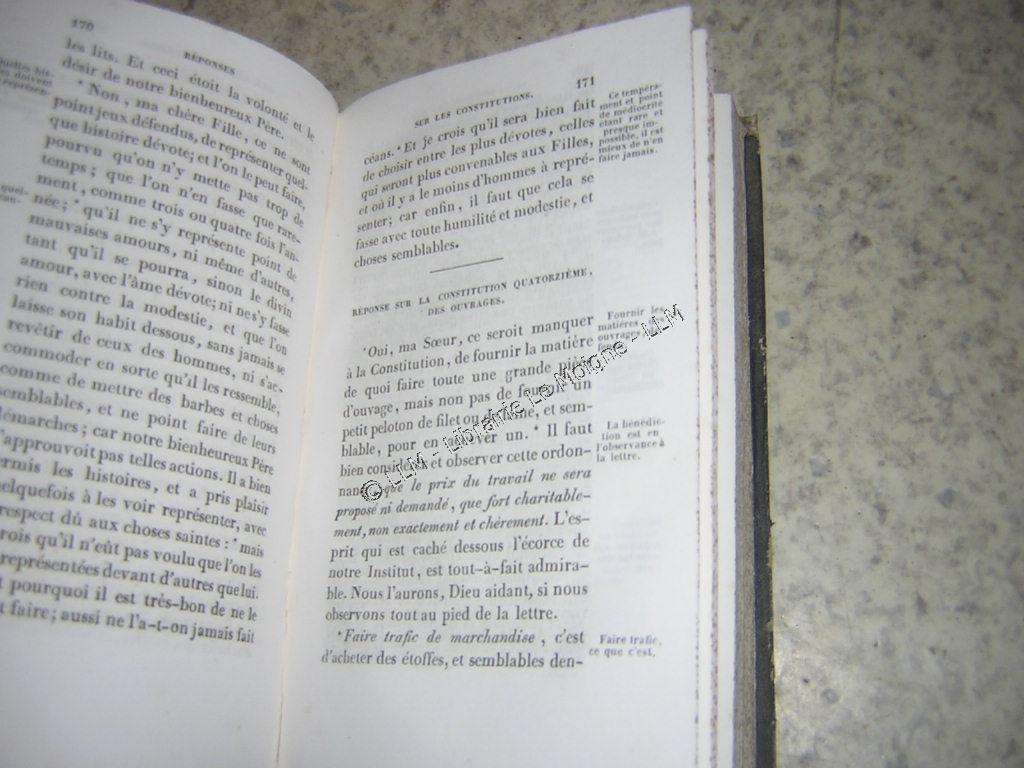 170
RÉPONSES
les lits. Et ceci étoit la volonté et le
désir de notre bienheureux Père.
* Non, ma chère Fille, ce ne sont
point jeux défendus, de représenter quel-
que histoire dévote; et l'on le peut faire,
pourvu qu'on n'y mette pas trop de
temps; que l'on n'en fasse que rare-
ment, comme trois ou quatre fois l'an-
née; * qu'il ne s'y représente point de
mauvaises amours, ni même d'autres,
tant qu'il se pourra, sinon le divin
amour, avec l'âme dévote; ni ne s'y fasse
rien contre la modestie, et que l'on
laisse son habit dessous, sans jamais se
revêtir de ceux des hommes, ni s'ac-
commoder en sorte qu'il les ressemble,
comme de mettre des barbes et choses
semblables, et ne point faire de leurs
démarches; car notre bienheureux Père
n'approuvoit pas telles actions. Il a bien
permis les histoires, et a pris plaisir
quelquefois à les voir représenter, avec
respect dû aux choses saintes: * mais
crois qu'il n'eût pas voulu que l'on les
représentées devant d'autres que lui.
pourquoi il est très-bon de ne le
faire; aussi ne l'a-t-on jamais fait
doivent
représen.
quel-
171
SUR LES CONSTITUTIONS.
céans. * Et je crois qu'il sera bien fait
de choisir entre les plus dévotes, celles
qui seront plus convenables aux Filles,
et où il y a le moins d'hommes à repré-
senter; car enfin, il faut que cela se
fasse avec toute humilité et modestie, et
choses semblables.
Ce tempéra-
ment et point
de médiocrité
étant rare et
presque im-
possible, il est
mieux de n'en
faire jamais.
RÉPONSE SUR LA CONSTITUTION QUATORZIÈME,
DES OUVRAGES.
* Oui, ma Sœur, ce seroit manquer
à la Constitution, de fournir la matière
de quoi faire toute une grande pièce
d'ouvage, mais non pas de fournir un
petit peloton de filet ou de laine, et sem-
blable, pour en achever un. * Il faut
bien considérer et observer cette ordon-
nance, que le prix du travail ne sera
proposé ni demandé, que fort charitable-
ment, non exactement et chèrement. L'es-
prit qui est caché dessous l'écorce de
notre Institut, est tout-à-fait admira-
ble. Nous l'aurons, Dieu aidant, si nous
observons tout au pied de la lettre.
* Faire trafic de marchandise, c'est
d'acheter des étoffes, et semblables den-
Fournir les
matières
ouvrages
La bénédic-
tion est en
l'observance à
la lettre.
Faire trafic,
ce que c'est.
© LLM - Librairie Le Moigne - LLM